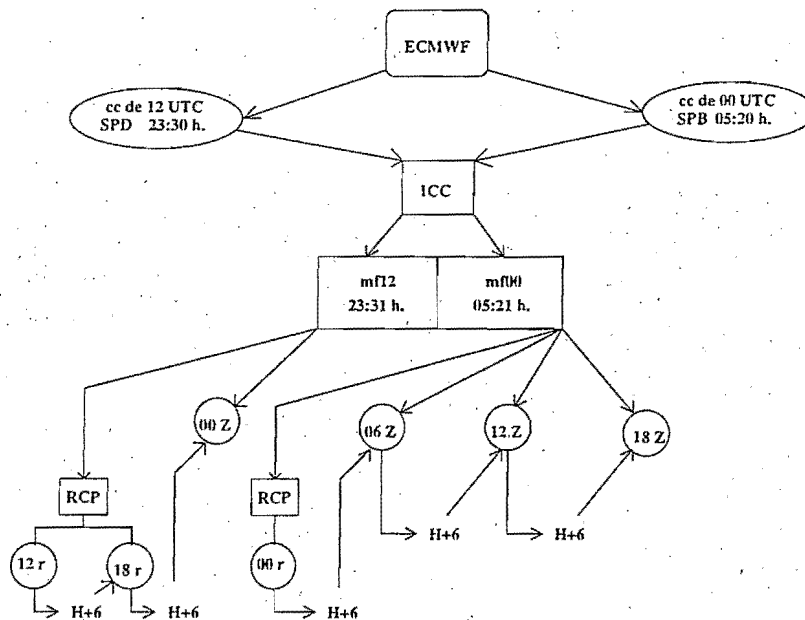 ECMWF
cc de 12 UTC
SPD 23:30 h.
cc de 00 UTC
SPB 05:20 h.
ICC
mf12
23:31 h.
mf00
05:21 h.
00 Z
06 Z
12 Z
18 Z
RCP
RCP
12 r
18 r
00 r
H+6
H+6
H+6
H+6
H+6